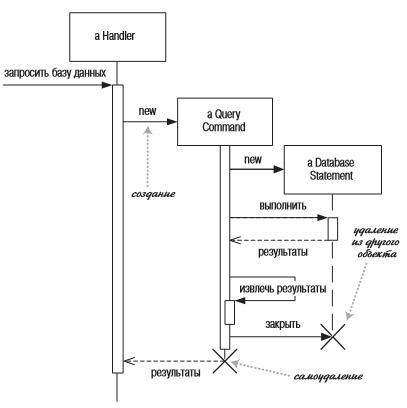 a Handler
запросить базу данных
new
a Query
Command
создание
new
a Database
Statement
выполнить
удаление
из другого
объекта
результаты
извлечь результаты
закрыть
результаты
самоудаление